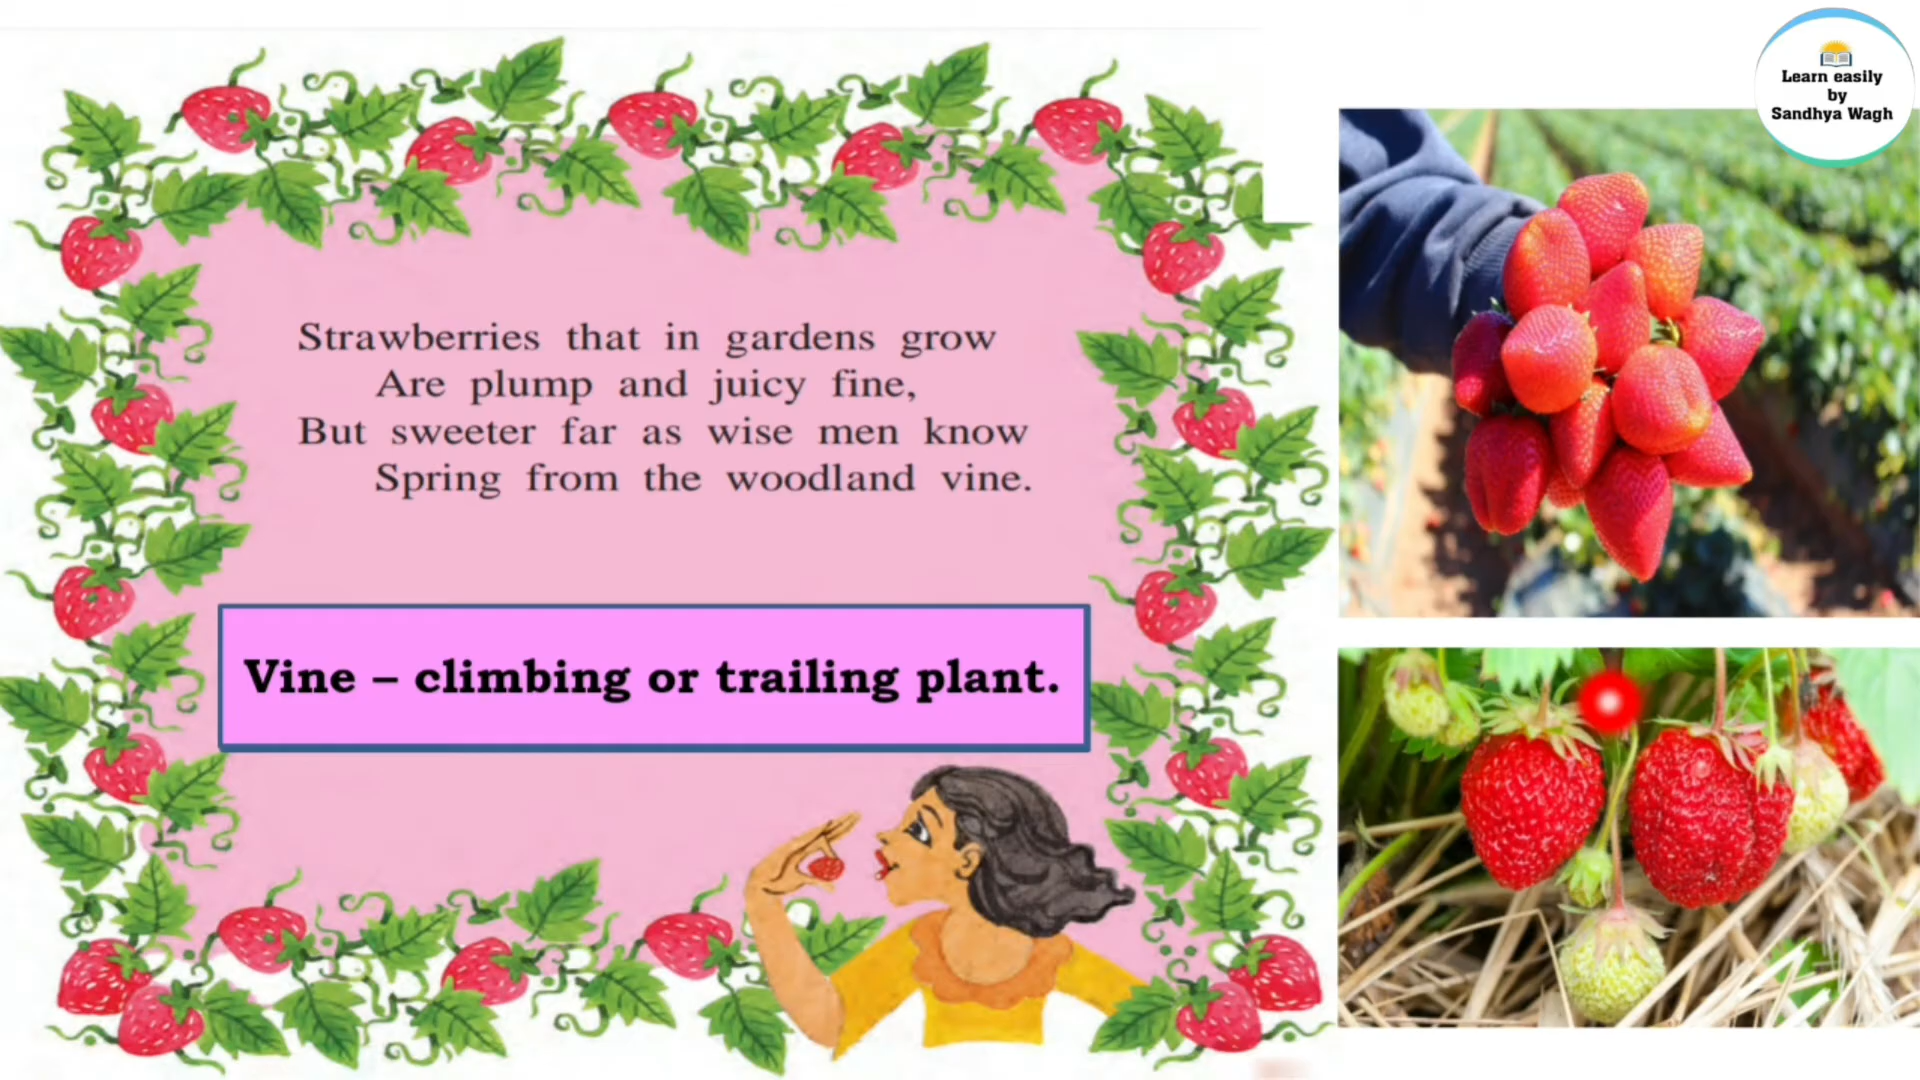 Learn easily
by
Sandhya Wagh
Strawberries that in gardens grow
Are plump and juicy fine,
But sweeter far as wise men know
Spring from the woodland vine.
Vine – climbing or trailing plant.